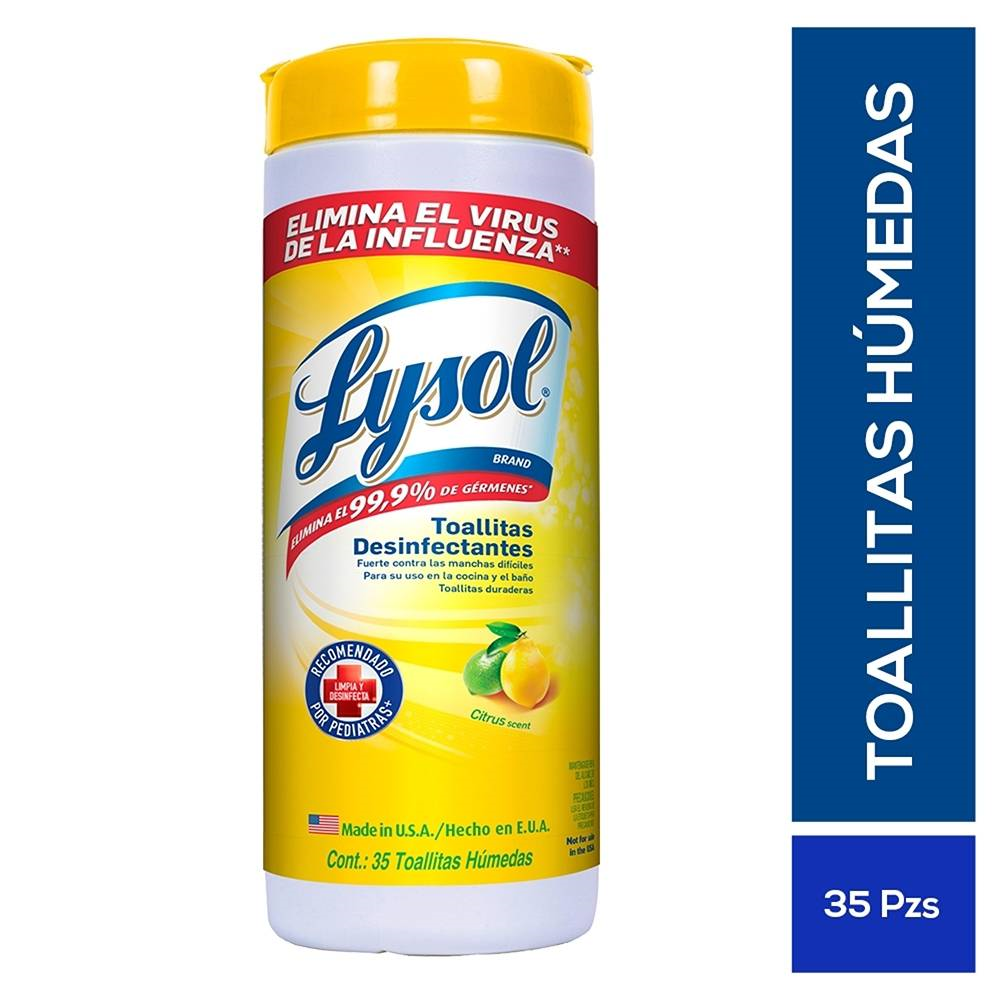 ELIMINA EL VIRUS
DE LA INFLUENZA**
Lysol®
BRAND
ELIMINA EL 99,9% DE GÉRMENES*
Toallitas
Desinfectantes
Fuerte contra las manchas difíciles
Para su uso en la cocina y el baño
Toallitas duraderas
RECOMENDADO
LIMPIA Y
DESINFECTA
POR PEDIATRAS+
Citrus scent
PRECAUCIONES
Not for sale
in the USA
Made in U.S.A./Hecho en E.U.A.
Cont.: 35 Toallitas Húmedas
TOALLITAS HÚMEDAS
35 Pzs